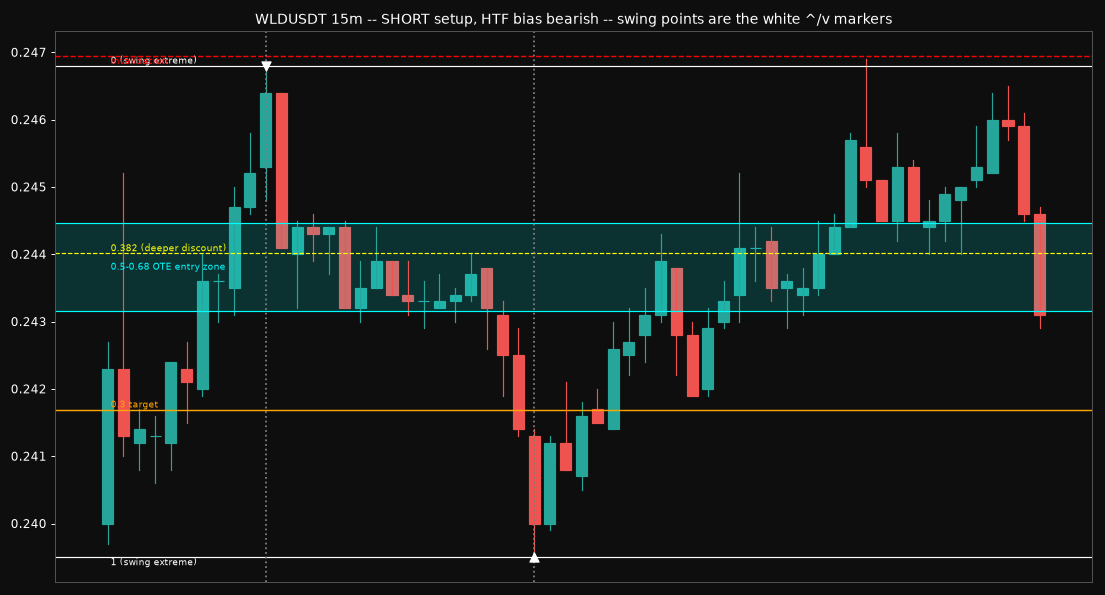 WLDUSDT 15m -- SHORT setup, HTF bias bearish -- swing points are the white ^/v markers
0.247
0 (swing extreme)
0.246
0.245
0.244
0.382 (deeper discount)
0.5-0.68 OTE entry zone
0.243
0.242
0.3 target
0.241
0.240
1 (swing extreme)